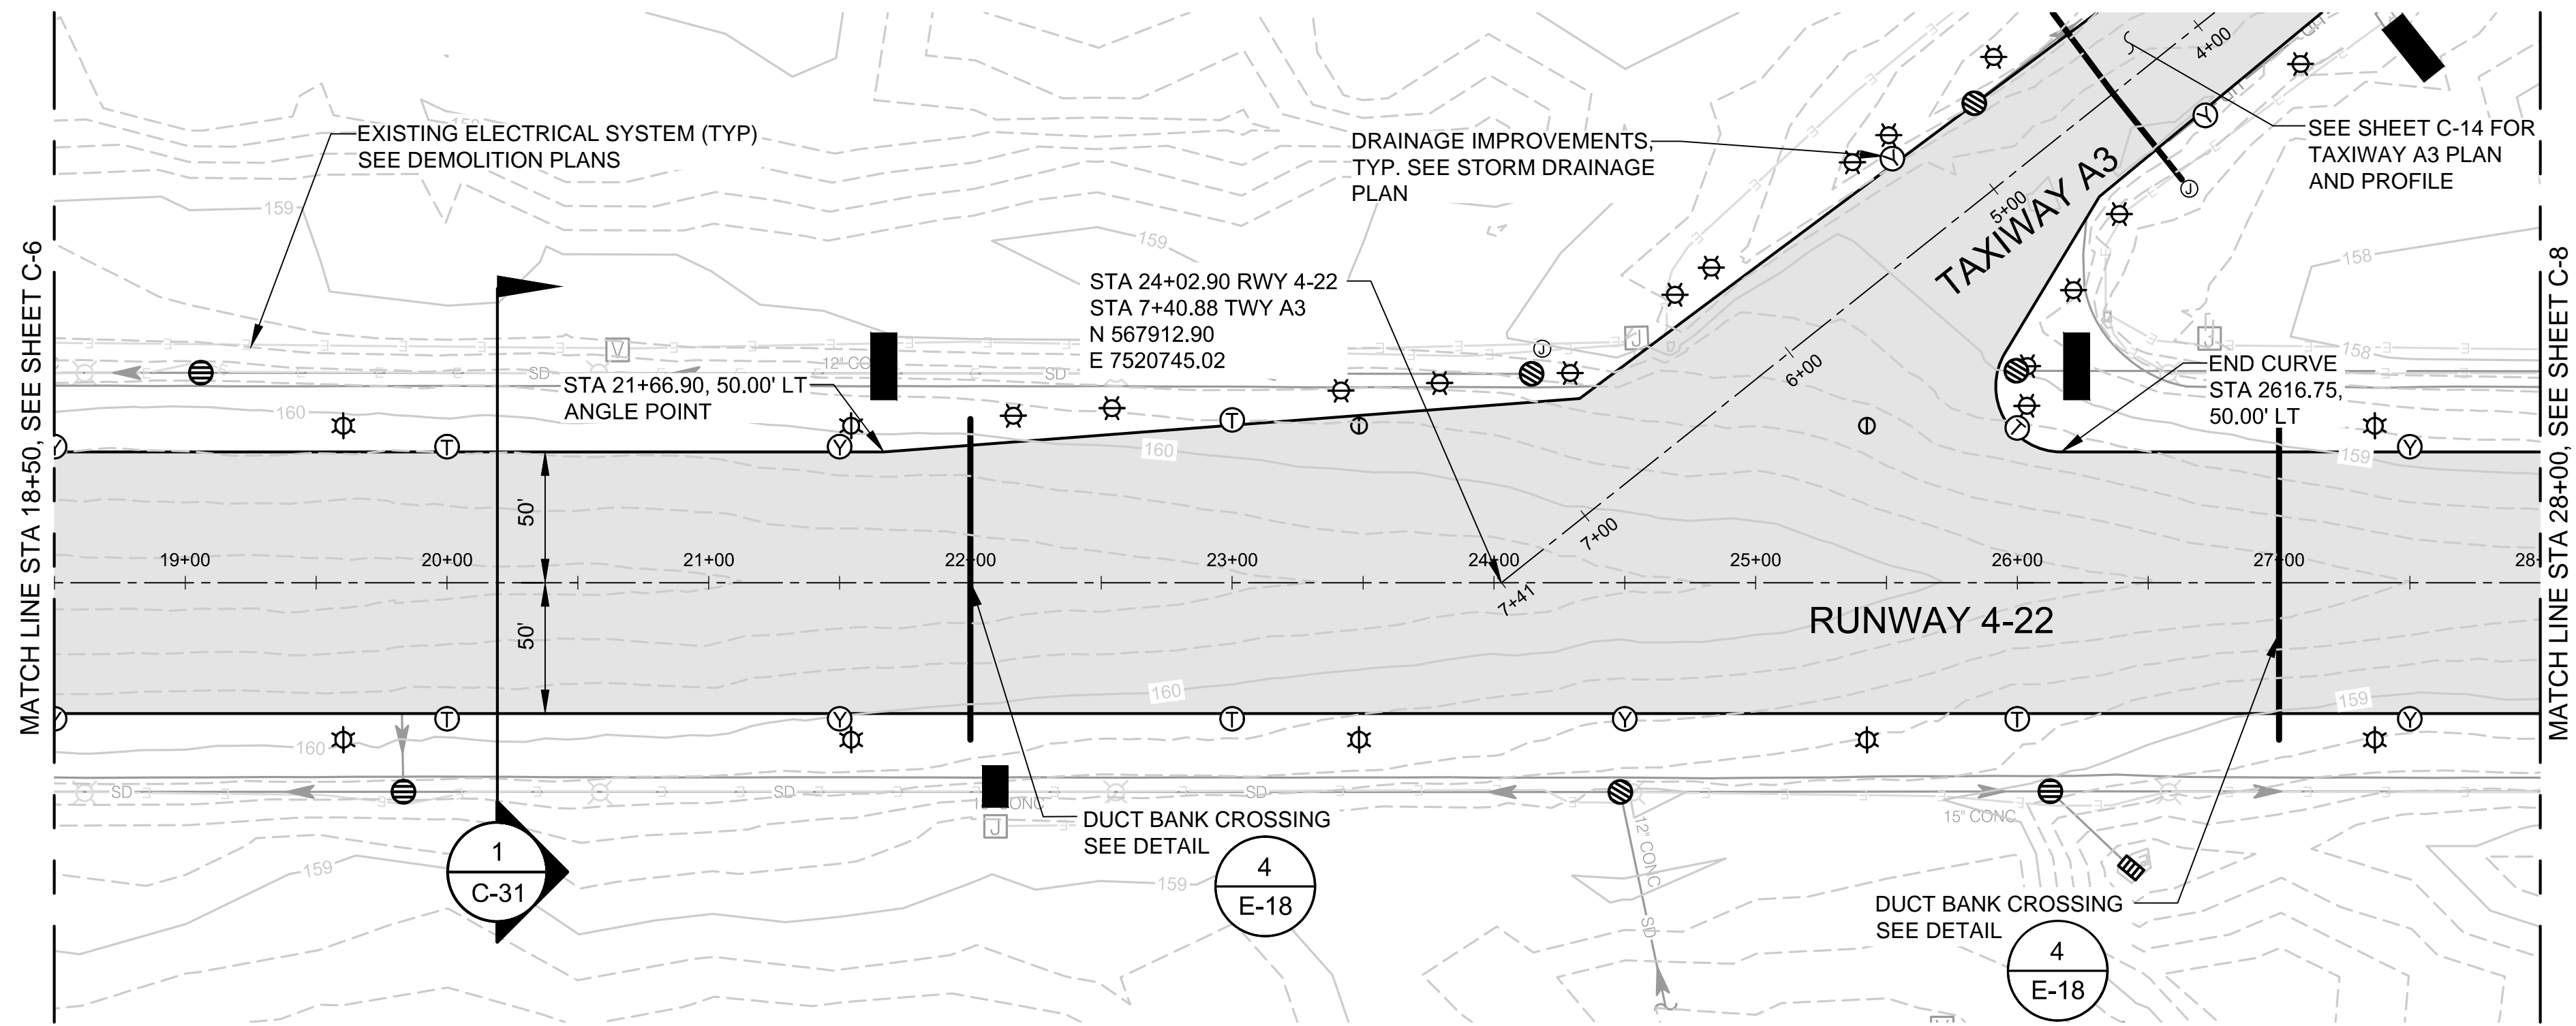 MATCH LINE STA 18+50, SEE SHEET C-6
EXISTING ELECTRICAL SYSTEM (TYP)
SEE DEMOLITION PLANS
159
159
DRAINAGE IMPROVEMENTS,
TYP. SEE STORM DRAINAGE
PLAN
4+00
SEE SHEET C-14 FOR
TAXIWAY A3 PLAN
AND PROFILE
J
5+00
TAXIWAY A3
158
STA 24+02.90 RWY 4-22
STA 7+40.88 TWY A3
N 567912.90
E 7520745.02
V
J
J
J
158
12" CO
SD
SD
STA 21+66.90, 50.00' LT
ANGLE POINT
6+00
END CURVE
STA 2616.75,
50.00' LT
160
160
159
Y
T
Y
T
T
Y
Y
Y
T
50'
50'
7+00
19+00
20+00
21+00
22+00
23+00
24+00
25+00
26+00
27+00
28+
7+41
RUNWAY 4-22
160
159
Y
T
Y
T
Y
T
Y
160
SD
SD
SD
CONC
J
12" CONC
SD
15" CONC
DUCT BANK CROSSING
SEE DETAIL
4
E-18
159
159
1
C-31
DUCT BANK CROSSING
SEE DETAIL
4
E-18
MATCH LINE STA 28+00, SEE SHEET C-8